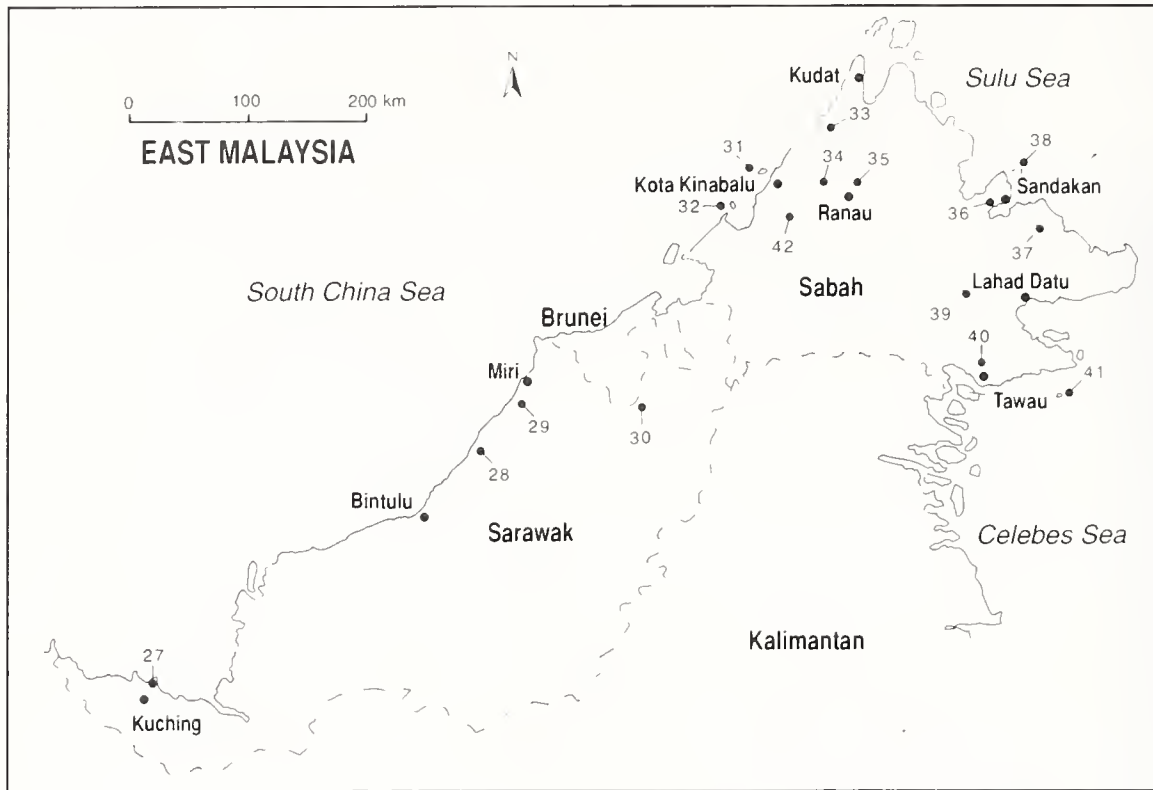 N
Kudat
Sulu Sea
0 100 200 km
33
EAST MALAYSIA
31
34
35
38
Kota Kinabalu
Sandakan
32
Ranau
36
42
37
South China Sea
Sabah
Lahad Datu
39
Brunei
40
Miri
41
29
30
Tawau
28
Bintulu
Sarawak
Celebes Sea
Kalimantan
27
Kuching